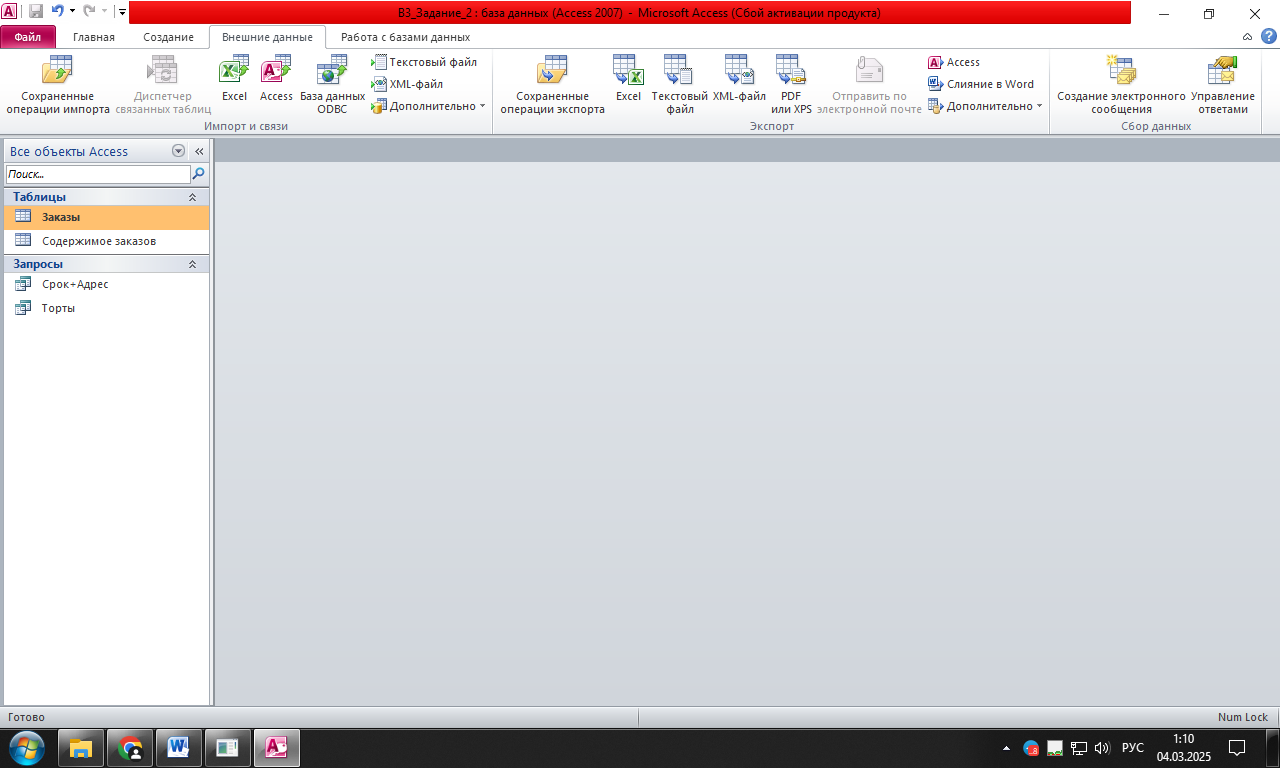 В3_Задание_2 : база данных (Access 2007) - Microsoft Access (Сбой активации продукта)
Файл Главная Создание Внешние данные Работа с базами данных
Сохраненные операции импорта
Диспетчер связанных таблиц
Excel
Access
База данных ODBC
Текстовый файл
XML-файл
Дополнительно
Импорт и связи
Сохраненные операции экспорта
Excel
Текстовый файл
XML-файл
PDF или XPS
Отправить по электронной почте
Access
Слияние в Word
Дополнительно
Экспорт
Создание электронного сообщения
Управление ответами
Сбор данных
Все объекты Access
Поиск...
Таблицы
Заказы
Содержимое заказов
Запросы
Срок+Адрес
Торты
Готово
Num Lock
РУС
1:10
04.03.2025